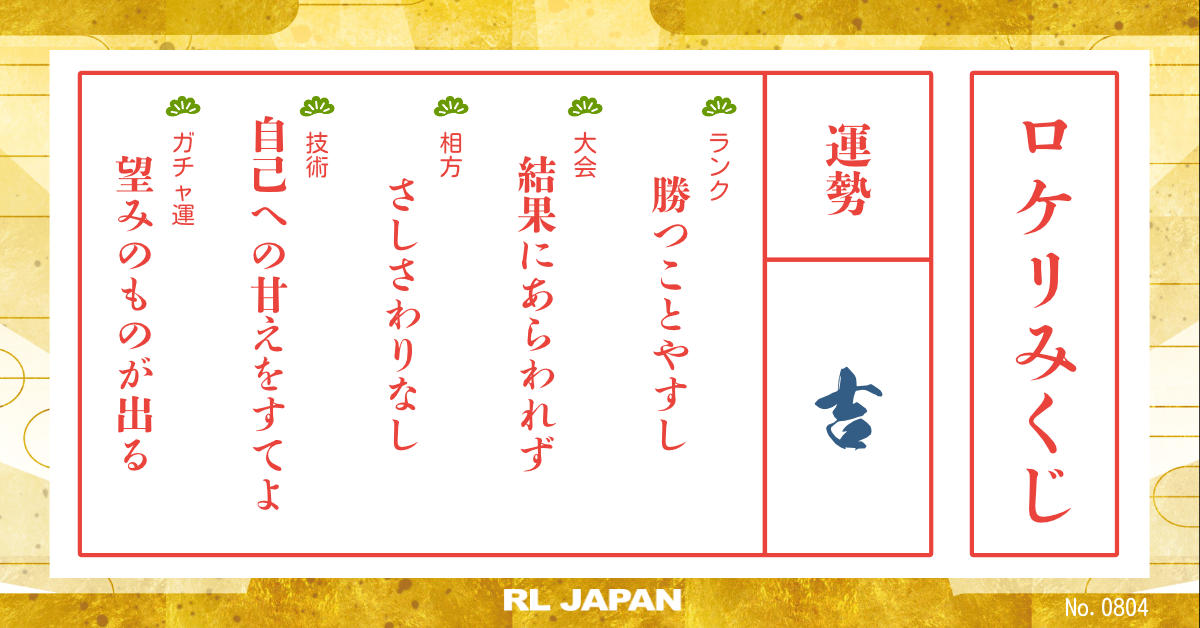 ロケリみくじ
運勢
吉
ランク
勝つことやすし
大会
結果にあらわれず
相方
さしさわりなし
技術
自己への甘えをすてよ
ガチャ運
望みのものが出る
RL JAPAN
No. 0804